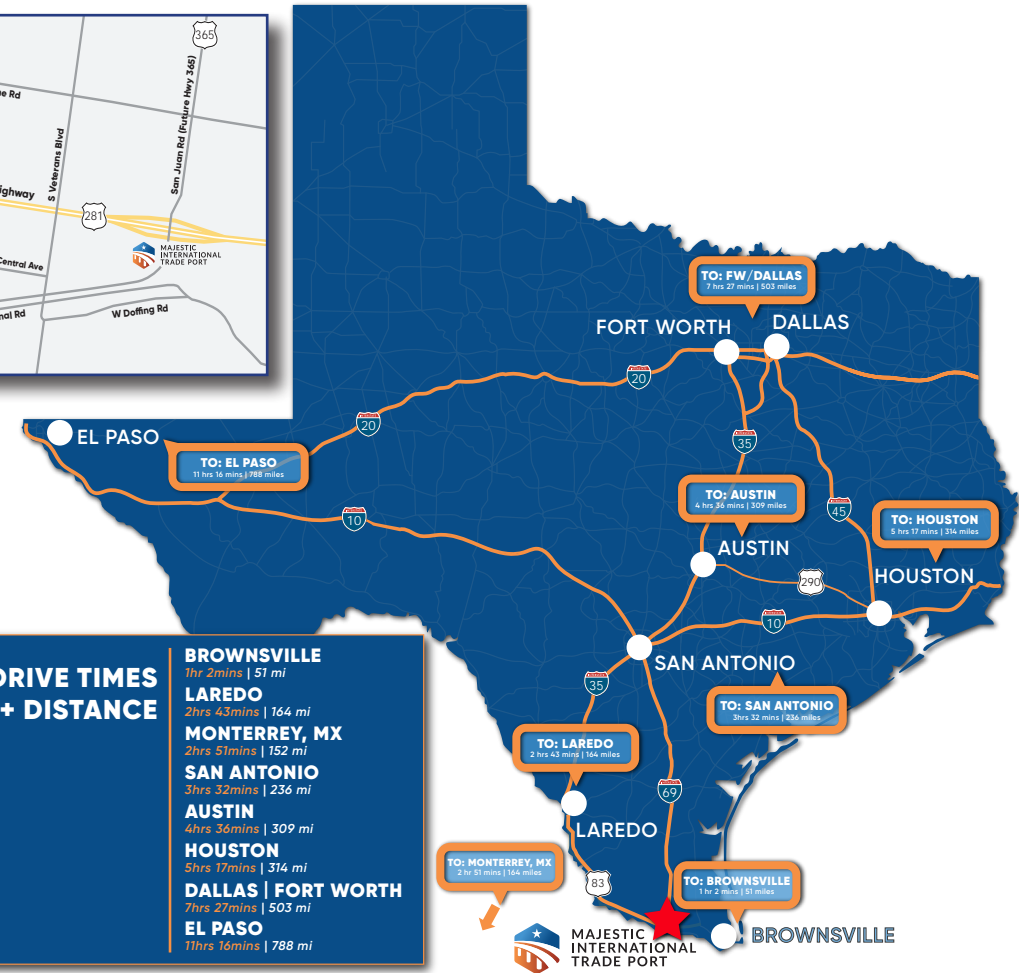 365
San Juan Rd (Future Hwy 365)
S Veterans Blvd
e Rd
ighway
281
MAJESTIC
INTERNATIONAL
TRADE PORT
Central Ave
nal Rd
W Doffing Rd
TO: FW/DALLAS
7 hrs 27 mins | 503 miles
FORT WORTH
DALLAS
20
20
35
EL PASO
TO: EL PASO
11 hrs 16 mins | 788 miles
10
TO: AUSTIN
4 hrs 36 mins | 309 miles
45
TO: HOUSTON
5 hrs 17 mins | 314 miles
AUSTIN
290
HOUSTON
10
SAN ANTONIO
35
TO: SAN ANTONIO
3hrs 32 mins | 236 miles
TO: LAREDO
2 hrs 43 mins | 164 miles
69
LAREDO
TO: MONTERREY, MX
2 hr 51 mins | 164 miles
83
TO: BROWNSVILLE
1 hr 2 mins | 51 miles
BROWNSVILLE
MAJESTIC
INTERNATIONAL
TRADE PORT
DRIVE TIMES
+ DISTANCE
BROWNSVILLE
1hr 2mins | 51 mi
LAREDO
2hrs 43mins | 164 mi
MONTERREY, MX
2hrs 51mins | 152 mi
SAN ANTONIO
3hrs 32mins | 236 mi
AUSTIN
4hrs 36mins | 309 mi
HOUSTON
5hrs 17mins | 314 mi
DALLAS | FORT WORTH
7hrs 27mins | 503 mi
EL PASO
11hrs 16mins | 788 mi